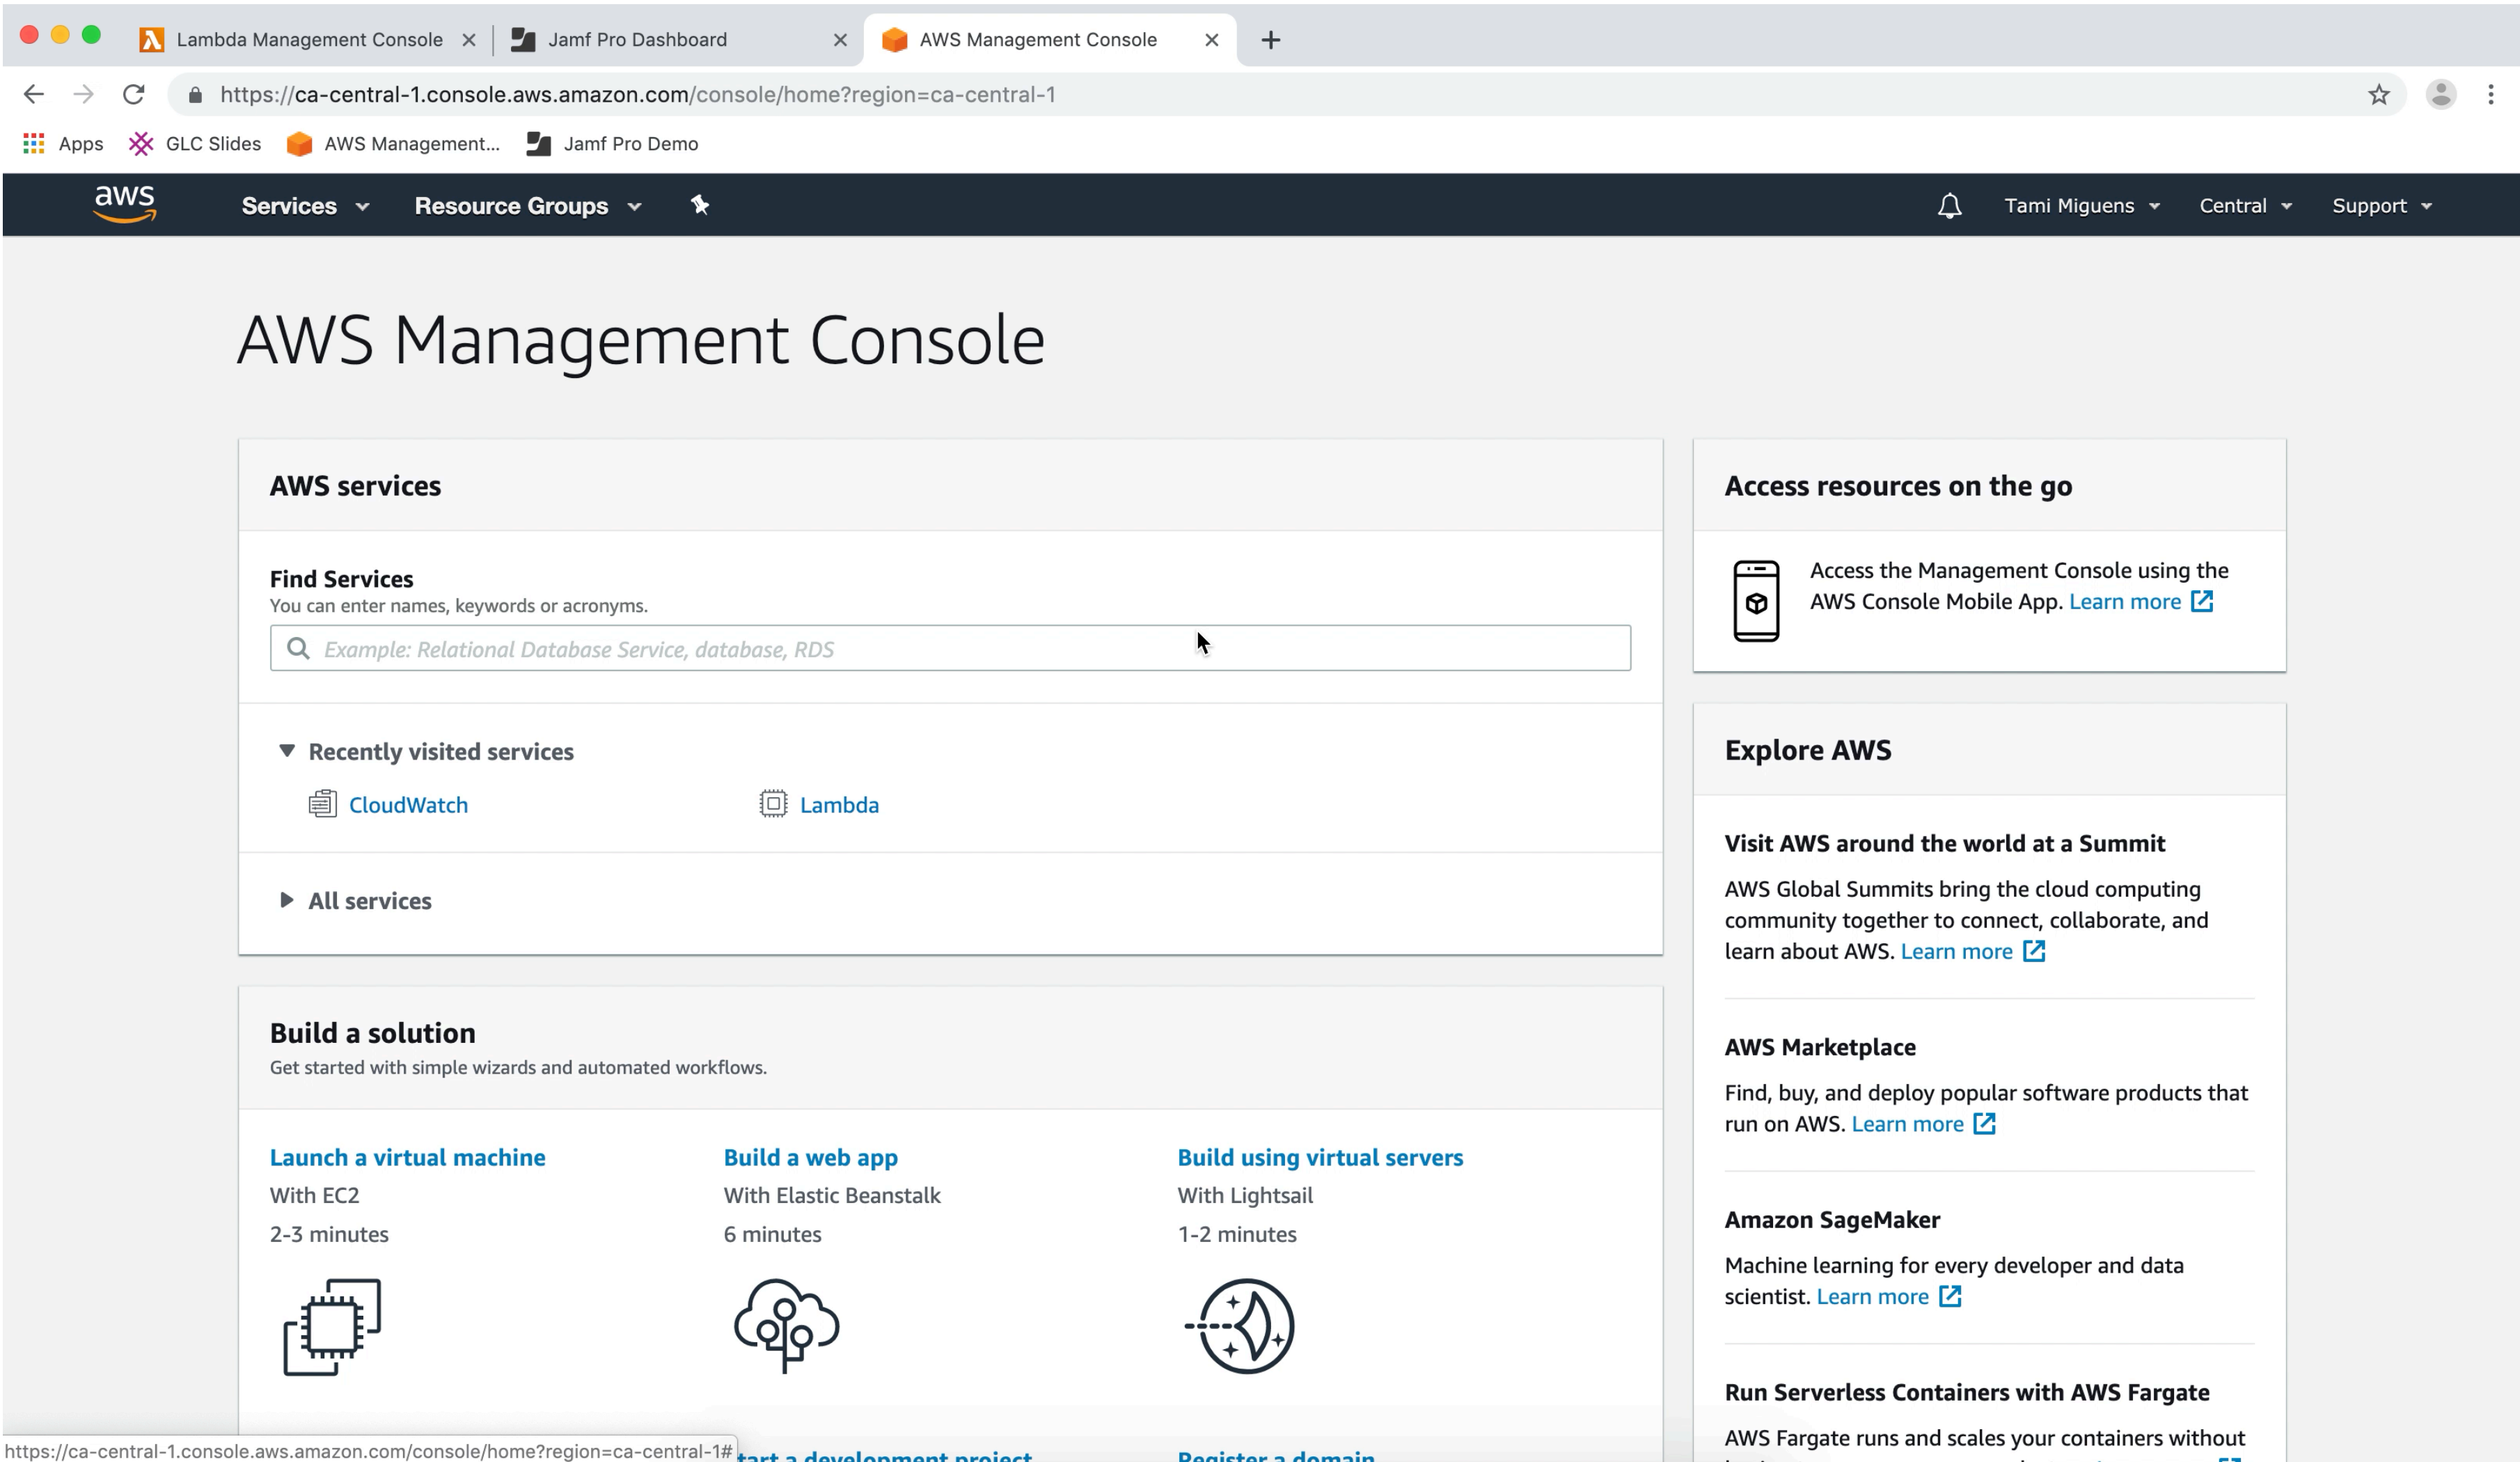 Lambda Management Console
Jamf Pro Dashboard
AWS Management Console
https://ca-central-1.console.aws.amazon.com/console/home?region=ca-central-1
Apps
GLC Slides
AWS Management...
Jamf Pro Demo
aws
Services
Resource Groups
Tami Miguens
Central
Support
AWS Management Console
AWS services
Find Services
You can enter names, keywords or acronyms.
Example: Relational Database Service, database, RDS
Recently visited services
CloudWatch
Lambda
All services
Build a solution
Get started with simple wizards and automated workflows.
Launch a virtual machine
With EC2
2-3 minutes
Build a web app
With Elastic Beanstalk
6 minutes
Build using virtual servers
With Lightsail
1-2 minutes
https://ca-central-1.console.aws.amazon.com/console/home?region=ca-central-1#
a development project
Register a domain
Access resources on the go
Access the Management Console using the
AWS Console Mobile App. Learn more
Explore AWS
Visit AWS around the world at a Summit
AWS Global Summits bring the cloud computing
community together to connect, collaborate, and
learn about AWS. Learn more
AWS Marketplace
Find, buy, and deploy popular software products that
run on AWS. Learn more
Amazon SageMaker
Machine learning for every developer and data
scientist. Learn more
Run Serverless Containers with AWS Fargate
AWS Fargate runs and scales your containers without